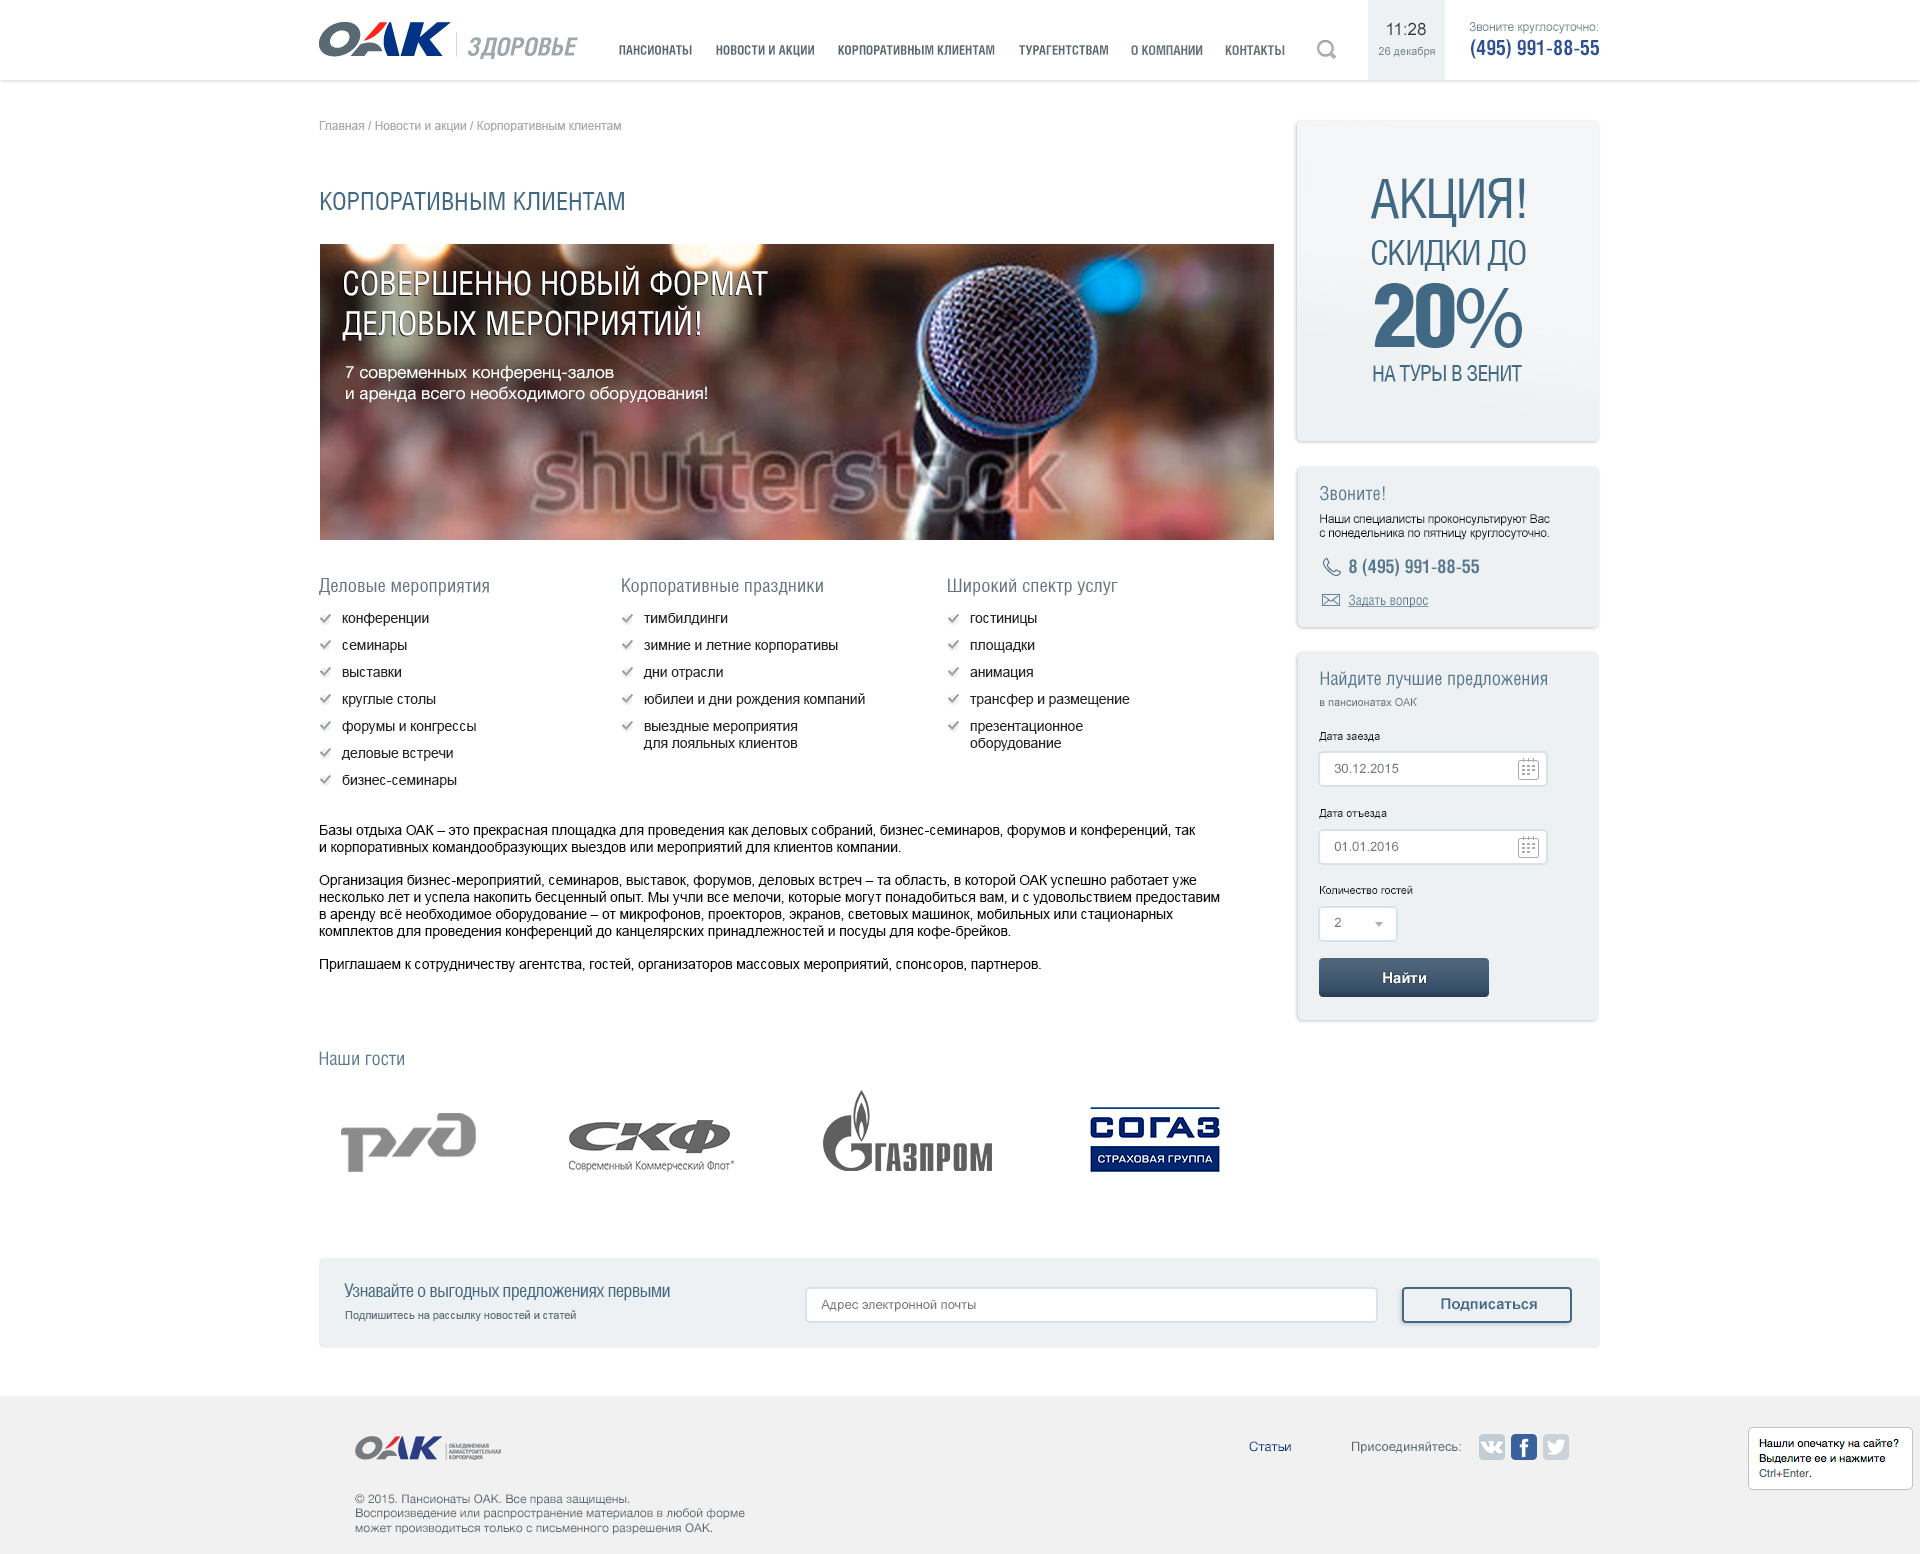 ОАК ЗДОРОВЬЕ
ПАНСИОНАТЫ НОВОСТИ И АКЦИИ КОРПОРАТИВНЫМ КЛИЕНТАМ ТУРАГЕНТСТВАМ О КОМПАНИИ КОНТАКТЫ
11:28
26 декабря
Звоните круглосуточно:
(495) 991-88-55
Главная / Новости и акции / Корпоративным клиентам
КОРПОРАТИВНЫМ КЛИЕНТАМ
СОВЕРШЕННО НОВЫЙ ФОРМАТ
ДЕЛОВЫХ МЕРОПРИЯТИЙ!
7 современных конференц-залов
и аренда всего необходимого оборудования!
shutterstock
Деловые мероприятия
конференции
семинары
выставки
круглые столы
форумы и конгрессы
деловые встречи
бизнес-семинары
Корпоративные праздники
тимбилдинги
зимние и летние корпоративы
дни отрасли
юбилеи и дни рождения компаний
выездные мероприятия
для лояльных клиентов
Широкий спектр услуг
гостиницы
площадки
анимация
трансфер и размещение
презентационное
оборудование
Базы отдыха ОАК – это прекрасная площадка для проведения как деловых собраний, бизнес-семинаров, форумов и конференций, так
и корпоративных командообразующих выездов или мероприятий для клиентов компании.
Организация бизнес-мероприятий, семинаров, выставок, форумов, деловых встреч – та область, в которой ОАК успешно работает уже
несколько лет и успела накопить бесценный опыт. Мы учли все мелочи, которые могут понадобиться вам, и с удовольствием предоставим
в аренду всё необходимое оборудование – от микрофонов, проекторов, экранов, световых машинок, мобильных или стационарных
комплектов для проведения конференций до канцелярских принадлежностей и посуды для кофе-брейков.
Приглашаем к сотрудничеству агентства, гостей, организаторов массовых мероприятий, спонсоров, партнеров.
АКЦИЯ!
СКИДКИ ДО
20%
НА ТУРЫ В ЗЕНИТ
Звоните!
Наши специалисты проконсультируют Вас
с понедельника по пятницу круглосуточно.
8 (495) 991-88-55
Задать вопрос
Найдите лучшие предложения
в пансионатах ОАК
Дата заезда
30.12.2015
Дата отъезда
01.01.2016
Количество гостей
2
Найти
Наши гости
РЖД
СКФ
Современный Коммерческий Флот®
ГАЗПРОМ
СОГАЗ
СТРАХОВАЯ ГРУППА
Узнавайте о выгодных предложениях первыми
Подпишитесь на рассылку новостей и статей
Адрес электронной почты
Подписаться
ОАК
ОБЪЕДИНЕННАЯ
АВИАСТРОИТЕЛЬНАЯ
КОРПОРАЦИЯ
Статьи
Присоединяйтесь:
Нашли опечатку на сайте?
Выделите ее и нажмите
Ctrl+Enter.
© 2015. Пансионаты ОАК. Все права защищены.
Воспроизведение или распространение материалов в любой форме
может производиться только с письменного разрешения ОАК.